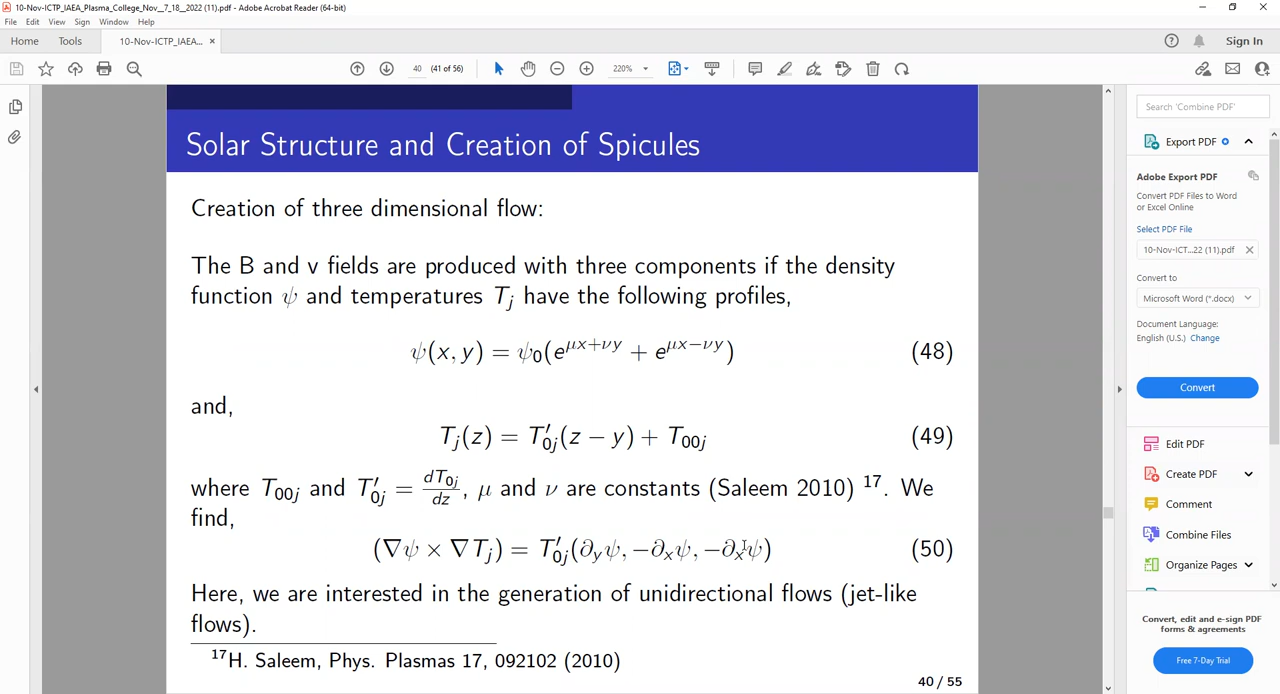 10-Nov-ICTP_IAEA_Plasma_College_Nov__7_18__2022 (11).pdf - Adobe Acrobat Reader (64-bit)
File Edit View Sign Window Help
Home Tools 10-Nov-ICTP_IAEA... × Sign In
40 (41 of 56) 220%
Solar Structure and Creation of Spicules
Creation of three dimensional flow:
The B and v fields are produced with three components if the density
function ψ and temperatures T_j have the following profiles,
ψ(x, y) = ψ_0(e^{μx+νy} + e^{μx−νy}) (48)
and,
T_j(z) = T′_{0j}(z − y) + T_{00j} (49)
where T_{00j} and T′_{0j} = dT_{0j}/dz, μ and ν are constants (Saleem 2010) 17. We
find,
(∇ψ × ∇T_j) = T′_{0j}(∂_yψ, −∂_xψ, −∂_xψ) (50)
Here, we are interested in the generation of unidirectional flows (jet-like
flows).
17H. Saleem, Phys. Plasmas 17, 092102 (2010)
40 / 55
Search 'Combine PDF'
Export PDF
Adobe Export PDF
Convert PDF Files to Word
or Excel Online
Select PDF File
10-Nov-ICT...22 (11).pdf
Convert to
Microsoft Word (*.docx)
Document Language:
English (U.S.) Change
Convert
Edit PDF
Create PDF
Comment
Combine Files
Organize Pages
Convert, edit and e-sign PDF
forms & agreements
Free 7-Day Trial